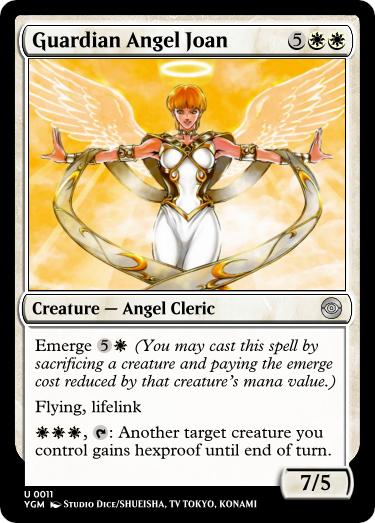 Guardian Angel Joan 5
Creature — Angel Cleric
Emerge 5 (You may cast this spell by
sacrificing a creature and paying the emerge
cost reduced by that creature's mana value.)
Flying, lifelink
, : Another target creature you
control gains hexproof until end of turn.
7/5
U 0011
YGM Studio Dice/SHUEISHA, TV TOKYO, KONAMI